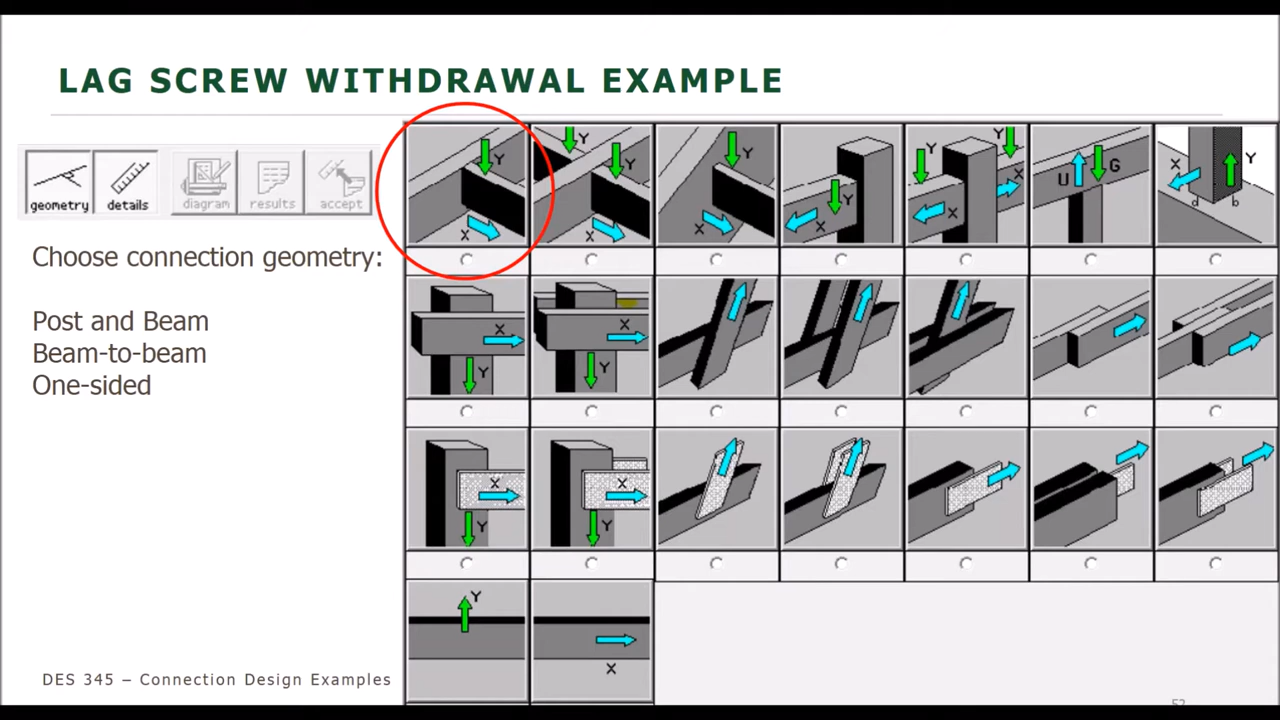 LAG SCREW WITHDRAWAL EXAMPLE
geometry details diagram results accept
Choose connection geometry:
Post and Beam
Beam-to-beam
One-sided
Y Y Y Y Y Y U G X Y
X X X X X X d b
X X
Y Y
X X
Y Y
Y
X
DES 345 – Connection Design Examples